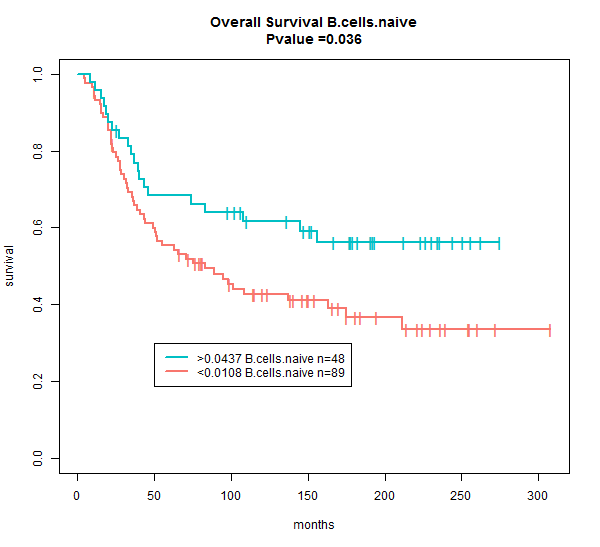 Overall Survival B.cells.naive
Pvalue =0.036
survival
1.0
0.8
0.6
0.4
0.2
0.0
>0.0437 B.cells.naive n=48
<0.0108 B.cells.naive n=89
0 50 100 150 200 250 300
months